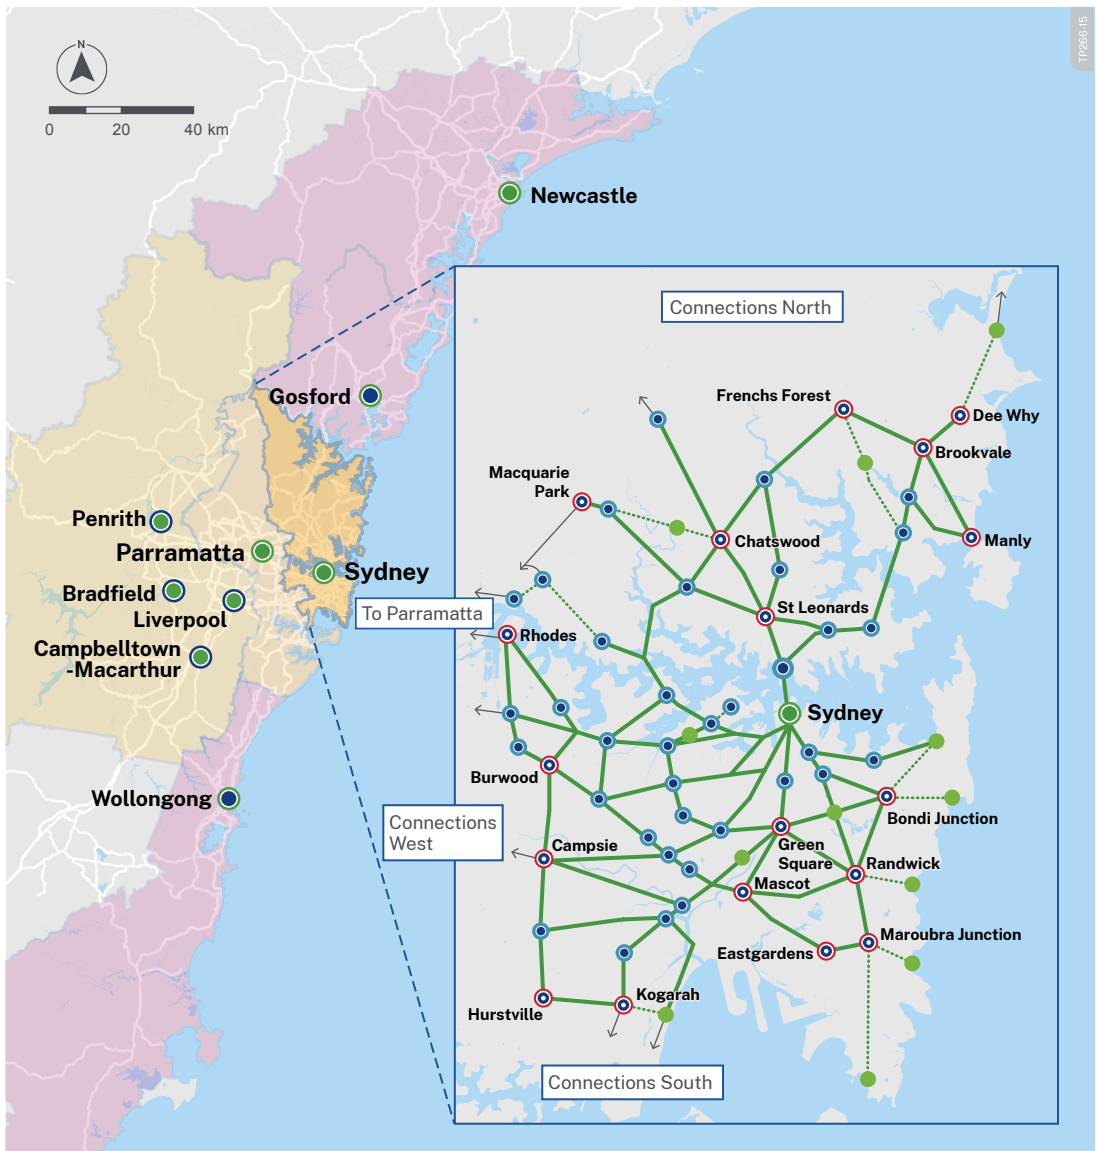 TP266-15
N
0 20 40 km
Newcastle
Connections North
Gosford
Frenchs Forest
Dee Why
Brookvale
Macquarie
Park
Penrith
Chatswood
Manly
Parramatta
Sydney
Bradfield
Liverpool
To Parramatta
St Leonards
Rhodes
Campbelltown
-Macarthur
Sydney
Burwood
Wollongong
Bondi Junction
Connections
West
Campsie
Green
Square
Randwick
Mascot
Maroubra Junction
Eastgardens
Kogarah
Hurstville
Connections South